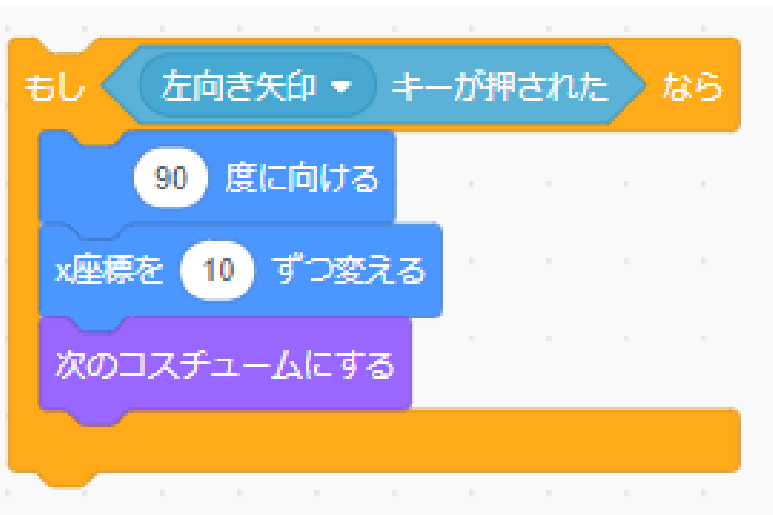 もし 左向き矢印 キーが押された なら
90 度に向ける
x座標を 10 ずつ変える
次のコスチュームにする